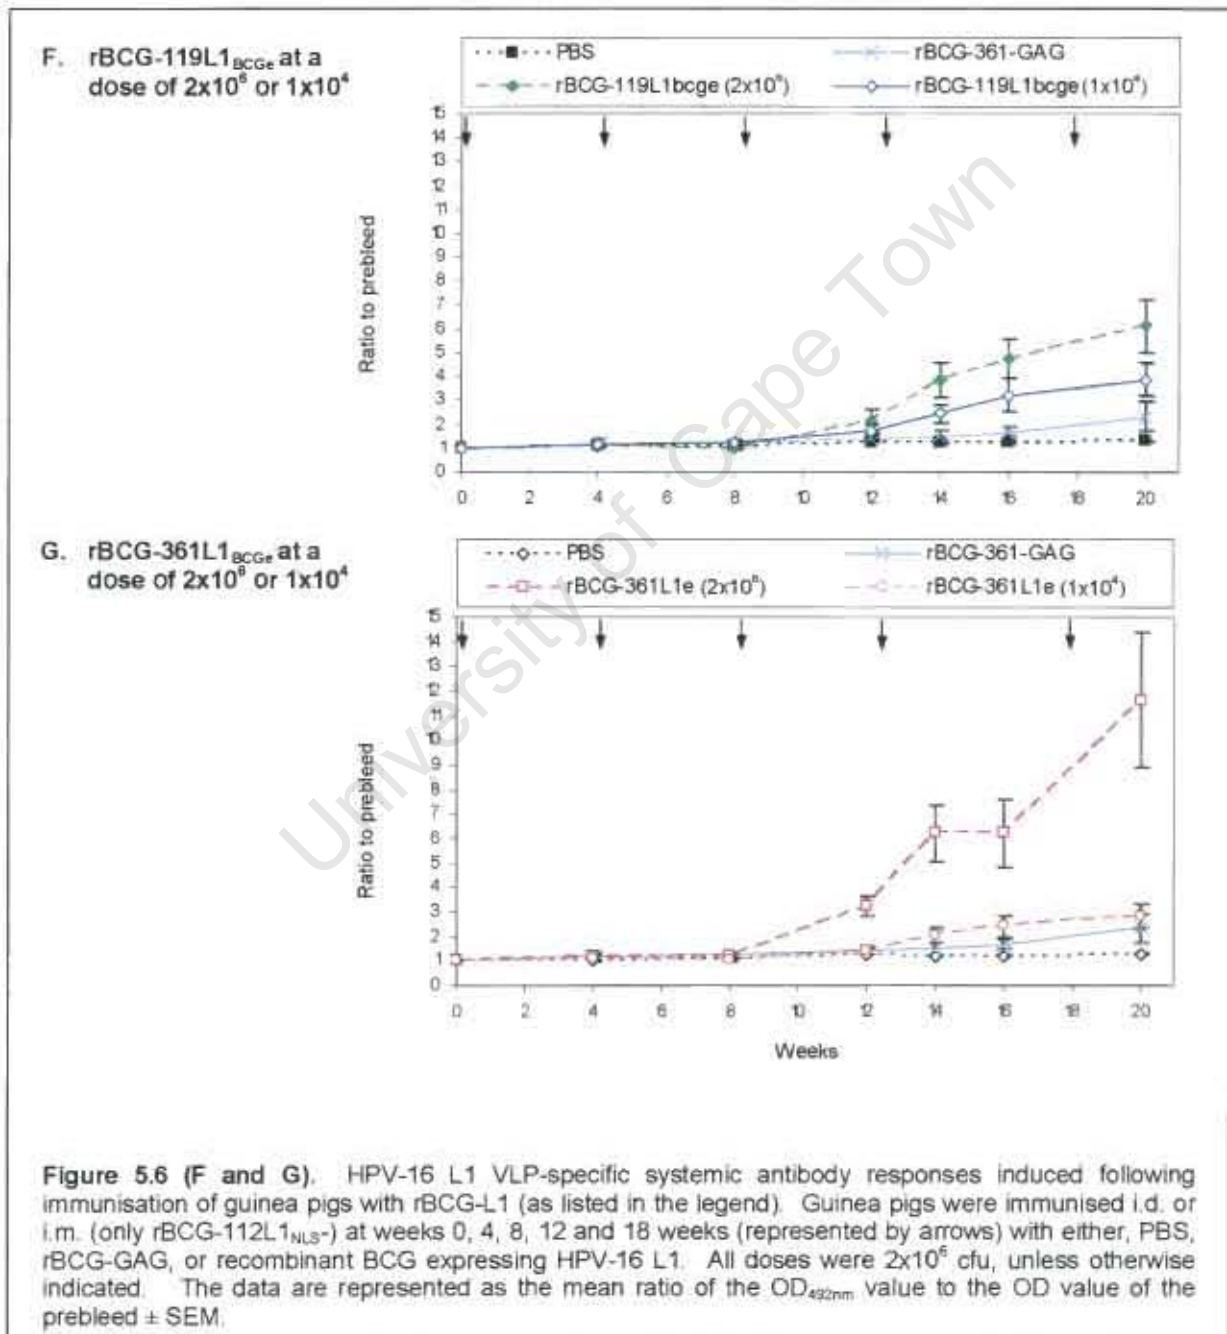 F. rBCG-119L1BCGe at a
dose of 2x10⁶ or 1x10⁴
PBS
rBCG-361-GAG
rBCG-119L1bcge (2x10⁶)
rBCG-119L1bcge (1x10⁴)
15
14
13
12
11
10
9
8
7
6
5
4
3
2
1
0
Ratio to prebleed
0 2 4 6 8 10 12 14 16 18 20
G. rBCG-361L1BCGe at a
dose of 2x10⁶ or 1x10⁴
PBS
rBCG-361-GAG
rBCG-361L1e (2x10⁶)
rBCG-361L1e (1x10⁴)
15
14
13
12
11
10
9
8
7
6
5
4
3
2
1
0
Ratio to prebleed
0 2 4 6 8 10 12 14 16 18 20
Weeks
University of Cape Town
Figure 5.6 (F and G). HPV-16 L1 VLP-specific systemic antibody responses induced following
immunisation of guinea pigs with rBCG-L1 (as listed in the legend). Guinea pigs were immunised i.d. or
i.m. (only rBCG-112L1NLS-) at weeks 0, 4, 8, 12 and 18 weeks (represented by arrows) with either, PBS,
rBCG-GAG, or recombinant BCG expressing HPV-16 L1. All doses were 2x10⁶ cfu, unless otherwise
indicated. The data are represented as the mean ratio of the OD492nm value to the OD value of the
prebleed ± SEM.